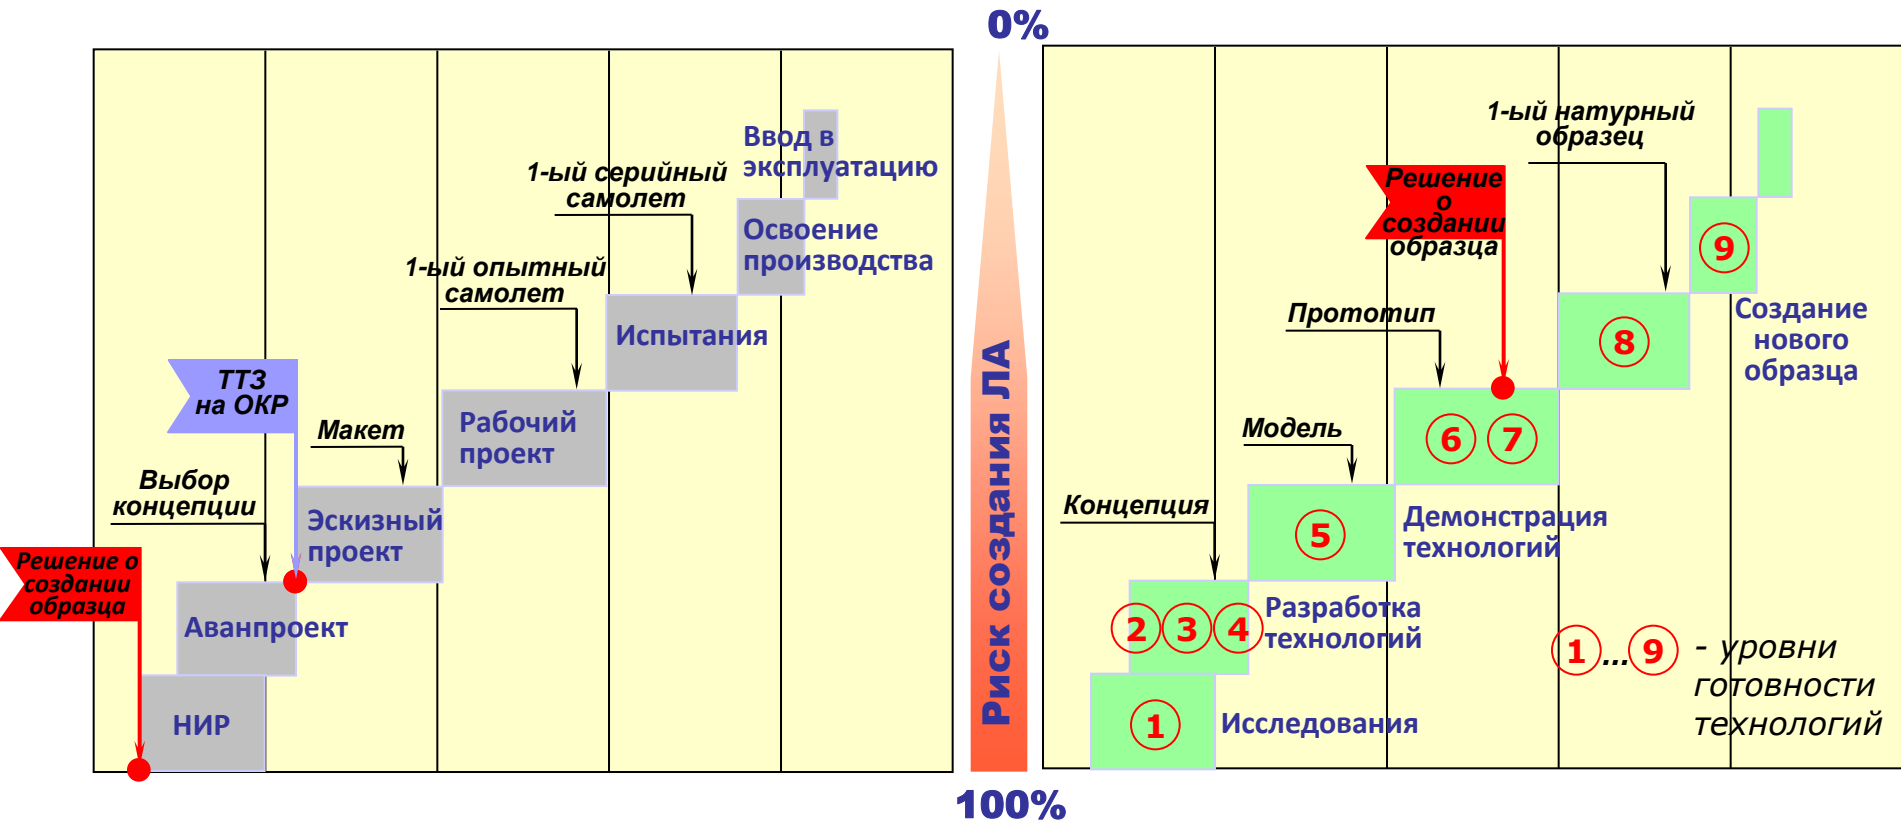 0%
Ввод в
эксплуатацию
1-ый серийный
самолет
Освоение
производства
1-ый опытный
самолет
Испытания
ТТЗ
на ОКР
Рабочий
проект
Макет
Выбор
концепции
Эскизный
проект
Решение о
создании
образца
Аванпроект
НИР
Риск создания ЛА
100%
1-ый натурный
образец
Решение
о
создании
образца
9
Создание
нового
образца
Прототип
8
6 7
Модель
Демонстрация
технологий
Концепция
5
Разработка
технологий
2 3 4
Исследования
1
1...9 - уровни
готовности
технологий